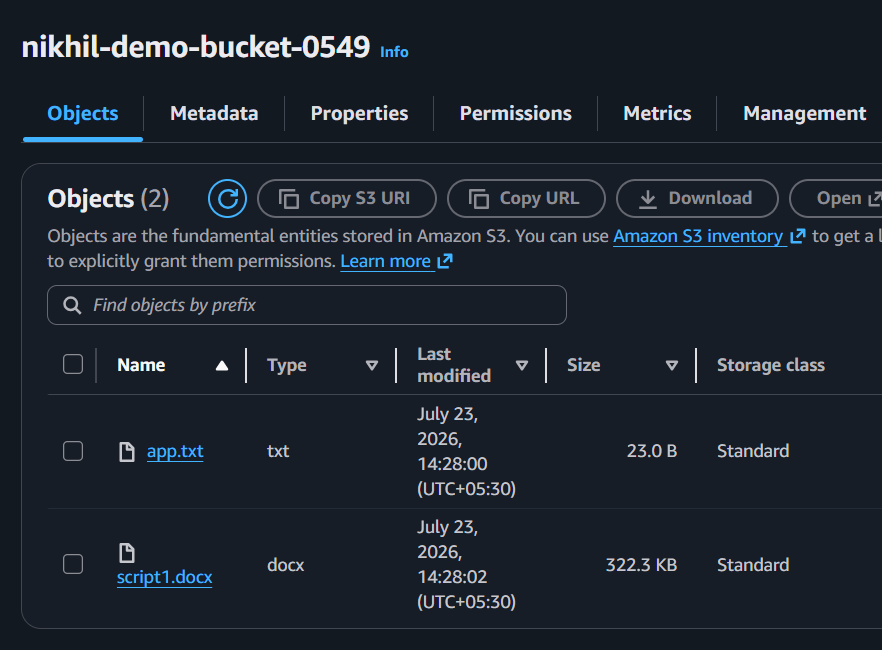 nikhil-demo-bucket-0549 Info
Objects Metadata Properties Permissions Metrics Management
Objects (2) Copy S3 URI Copy URL Download Open
Objects are the fundamental entities stored in Amazon S3. You can use Amazon S3 inventory to get a l
to explicitly grant them permissions. Learn more
Find objects by prefix
Name Type Last modified Size Storage class
app.txt txt July 23, 2026, 14:28:00 (UTC+05:30) 23.0 B Standard
script1.docx docx July 23, 2026, 14:28:02 (UTC+05:30) 322.3 KB Standard